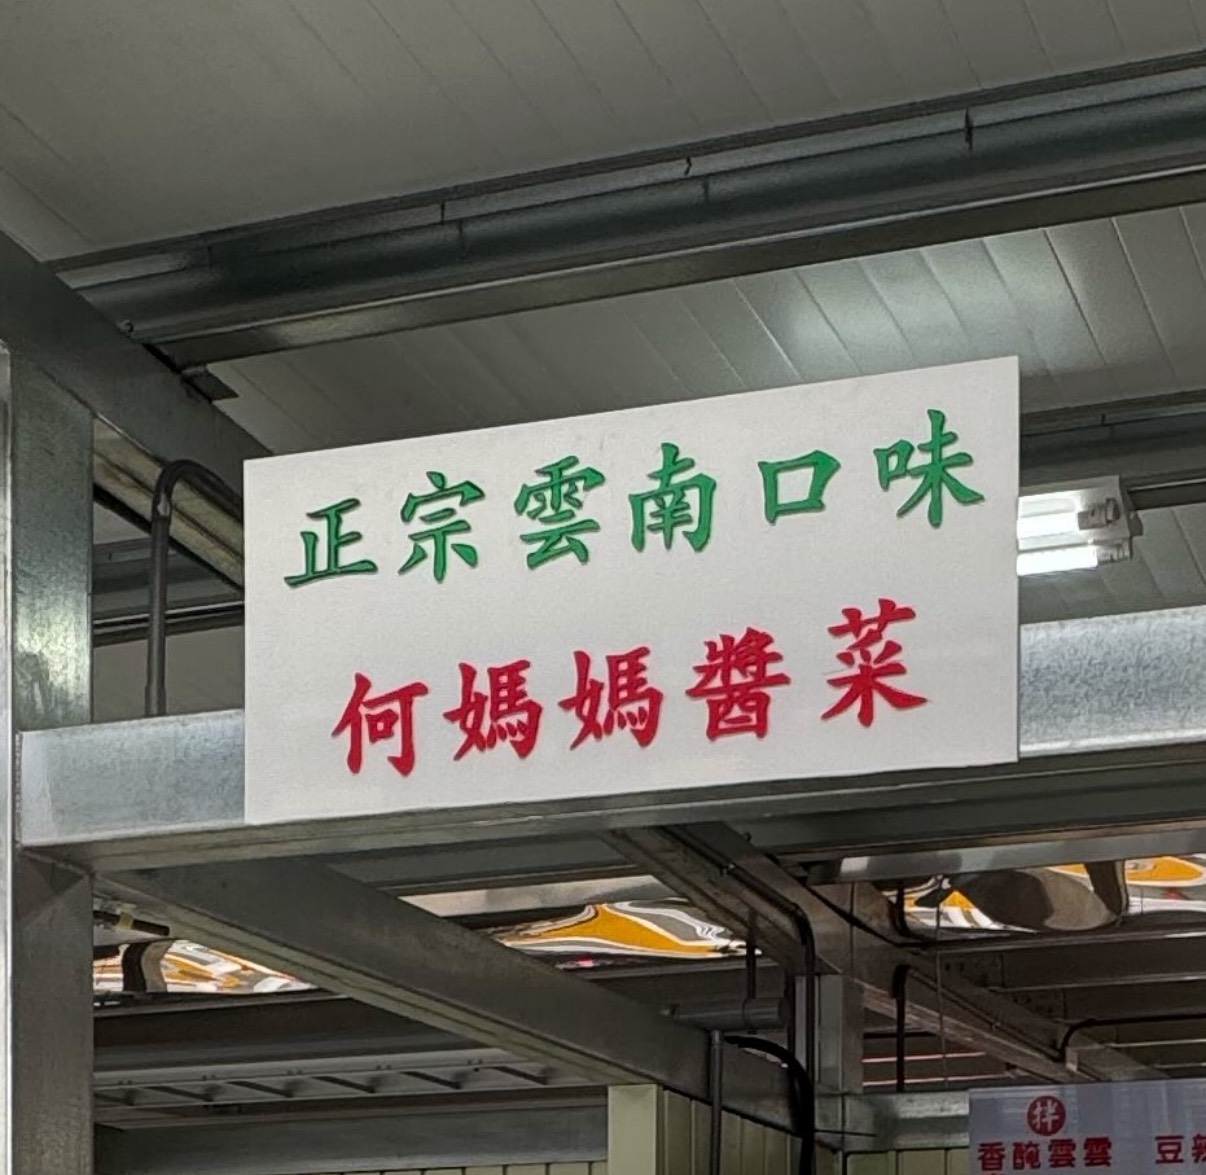 正宗雲南口味
何媽媽醬菜
拌
香醃雲雲 豆